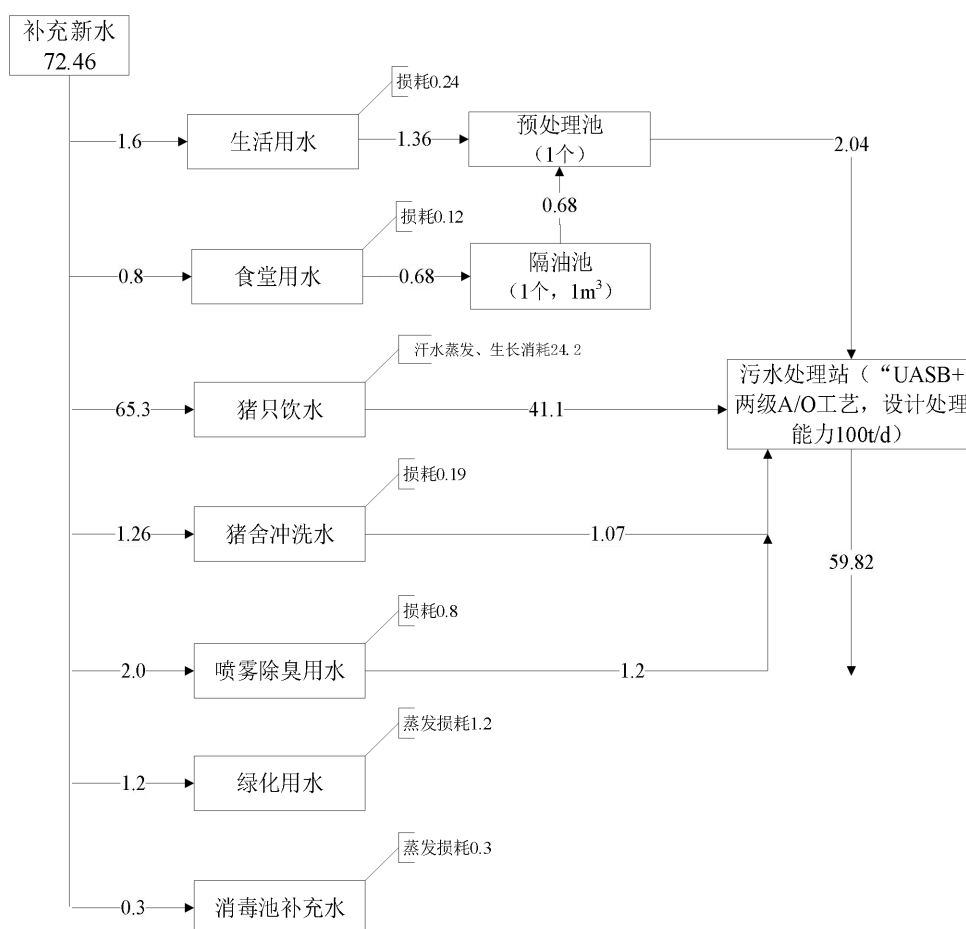 补充新水
72.46
损耗0.24
1.6
生活用水
1.36
预处理池
（1个）
2.04
0.68
损耗0.12
0.8
食堂用水
0.68
隔油池
（1个，1m³）
汗水蒸发、生长消耗24.2
65.3
猪只饮水
41.1
污水处理站（“UASB+
两级A/O工艺，设计处理
能力100t/d）
损耗0.19
1.26
猪舍冲洗水
1.07
59.82
损耗0.8
2.0
喷雾除臭用水
1.2
蒸发损耗1.2
1.2
绿化用水
蒸发损耗0.3
0.3
消毒池补充水